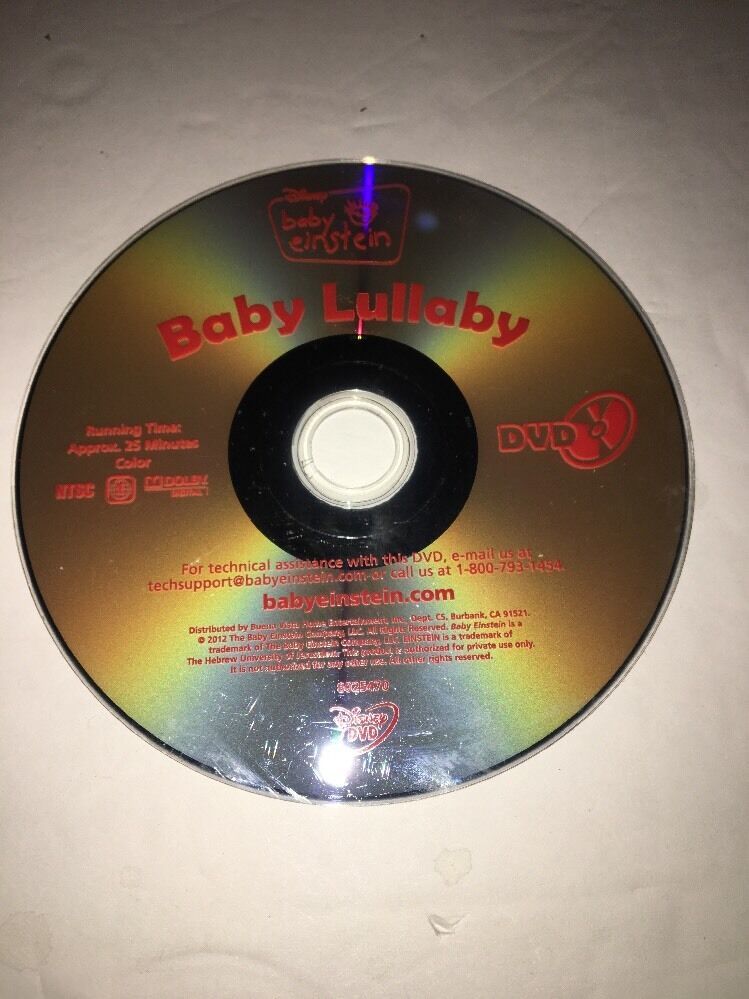 Disney
baby
einstein
Baby Lullaby
Running Time:
Approx. 25 Minutes
Color
NTSC
DOLBY
DIGITAL
DVD
For technical assistance with this DVD, e-mail us at
techsupport@babyeinstein.com or call us at 1-800-793-1454.
babyeinstein.com
Distributed by Buena Vista Home Entertainment, Inc., Dept. CS, Burbank, CA 91521.
© 2012 The Baby Einstein Company, LLC. All Rights Reserved. Baby Einstein is a
trademark of The Baby Einstein Company, LLC. EINSTEIN is a trademark of
The Hebrew University of Jerusalem. This product is authorized for private use only.
It is not authorized for any other use. All other rights reserved.
Disney
DVD